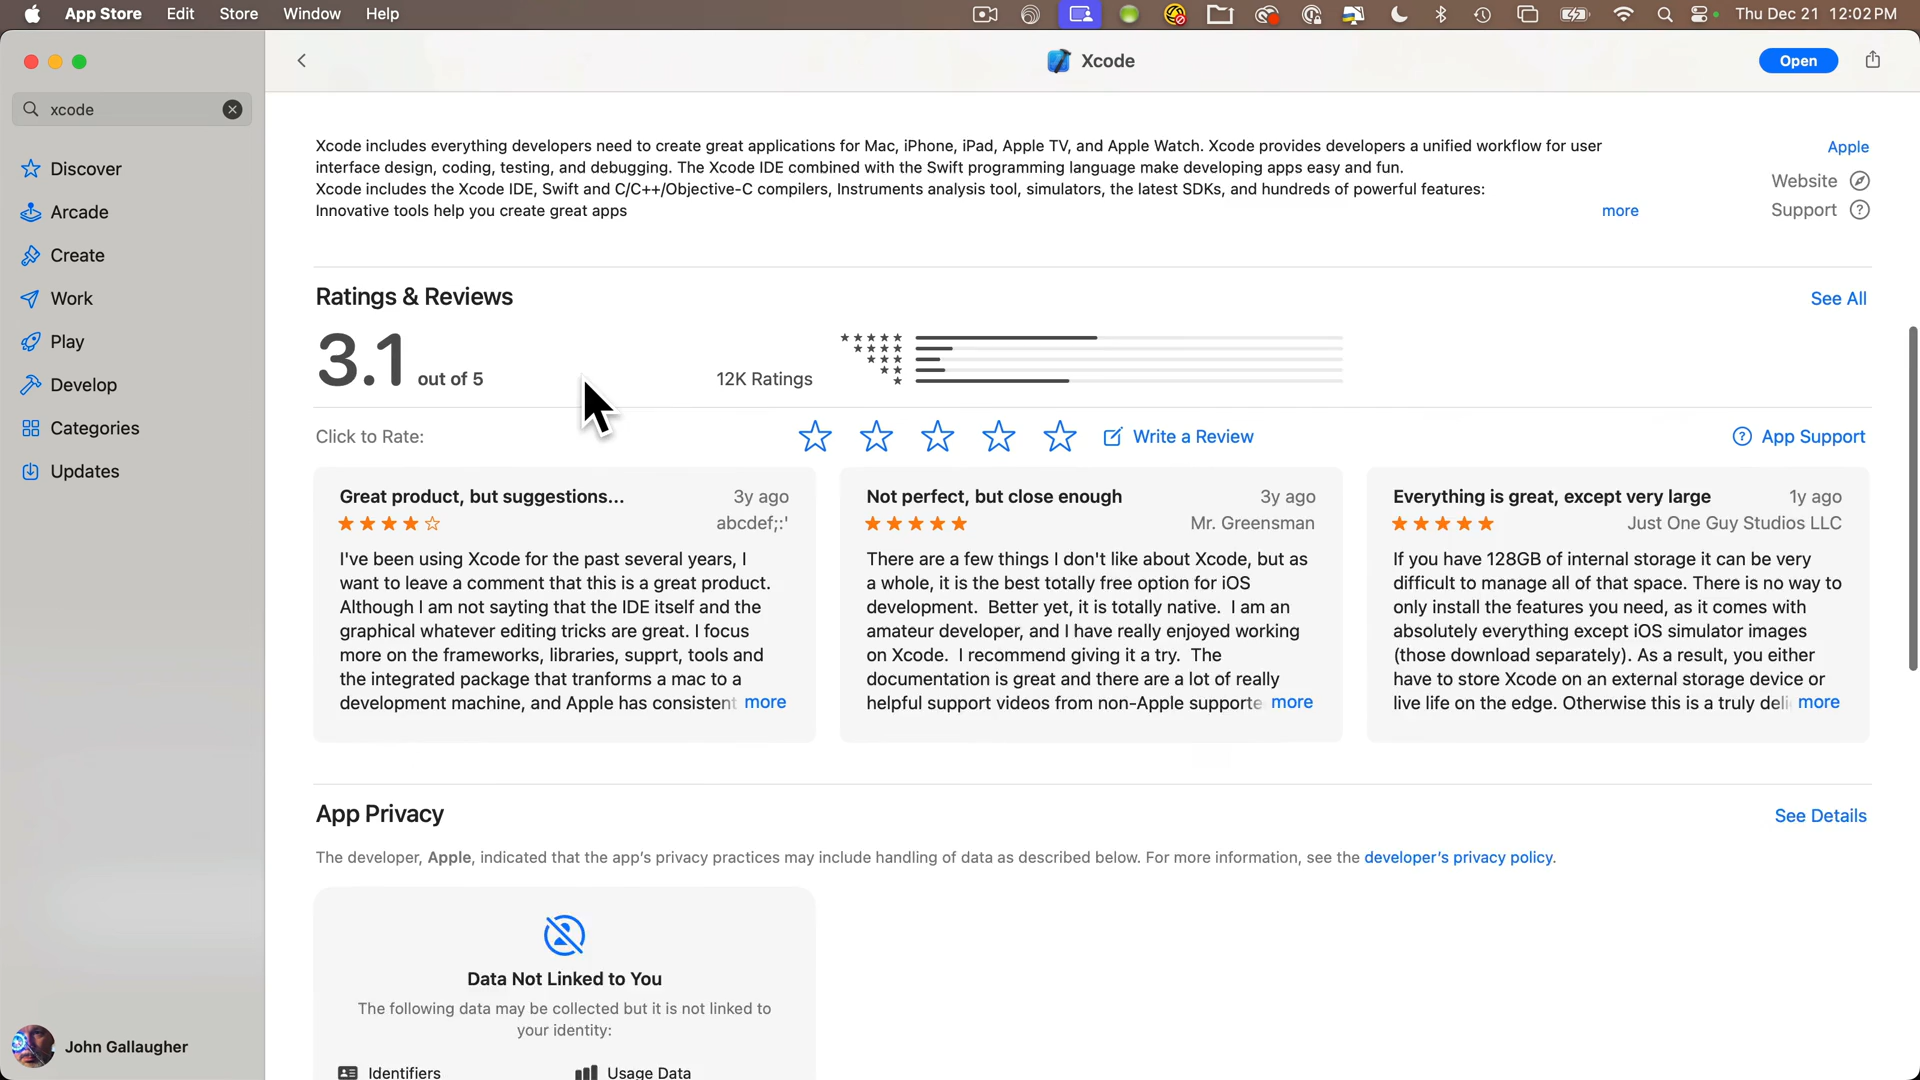 App Store Edit Store Window Help Thu Dec 21 12:02 PM
Xcode
Open
xcode
Discover
Arcade
Create
Work
Play
Develop
Categories
Updates
John Gallaugher
Xcode includes everything developers need to create great applications for Mac, iPhone, iPad, Apple TV, and Apple Watch. Xcode provides developers a unified workflow for user
interface design, coding, testing, and debugging. The Xcode IDE combined with the Swift programming language make developing apps easy and fun.
Xcode includes the Xcode IDE, Swift and C/C++/Objective-C compilers, Instruments analysis tool, simulators, the latest SDKs, and hundreds of powerful features:
Innovative tools help you create great apps
more
Apple
Website
Support
Ratings & Reviews
See All
3.1 out of 5
12K Ratings
Click to Rate:
Write a Review
App Support
Great product, but suggestions... 3y ago
abcdef;:'
I've been using Xcode for the past several years, I
want to leave a comment that this is a great product.
Although I am not sayting that the IDE itself and the
graphical whatever editing tricks are great. I focus
more on the frameworks, libraries, supprt, tools and
the integrated package that tranforms a mac to a
development machine, and Apple has consistent more
Not perfect, but close enough 3y ago
Mr. Greensman
There are a few things I don't like about Xcode, but as
a whole, it is the best totally free option for iOS
development. Better yet, it is totally native. I am an
amateur developer, and I have really enjoyed working
on Xcode. I recommend giving it a try. The
documentation is great and there are a lot of really
helpful support videos from non-Apple supporte more
Everything is great, except very large 1y ago
Just One Guy Studios LLC
If you have 128GB of internal storage it can be very
difficult to manage all of that space. There is no way to
only install the features you need, as it comes with
absolutely everything except iOS simulator images
(those download separately). As a result, you either
have to store Xcode on an external storage device or
live life on the edge. Otherwise this is a truly deli more
App Privacy
See Details
The developer, Apple, indicated that the app's privacy practices may include handling of data as described below. For more information, see the developer's privacy policy.
Data Not Linked to You
The following data may be collected but it is not linked to
your identity:
Identifiers
Usage Data